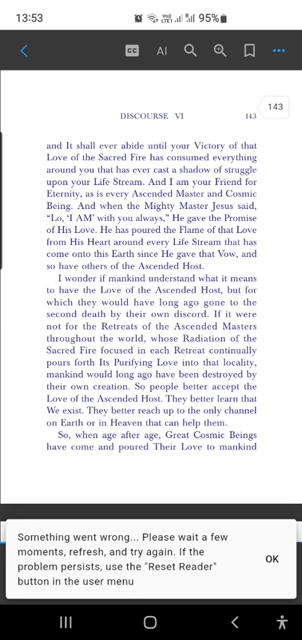 13:53
95%
CC
AI
143
DISCOURSE VI 143
and It shall ever abide until your Victory of that
Love of the Sacred Fire has consumed everything
around you that has ever cast a shadow of struggle
upon your Life Stream. And I am your Friend for
Eternity, as is every Ascended Master and Cosmic
Being. And when the Mighty Master Jesus said,
“Lo, ‘I AM’ with you always,” He gave the Promise
of His Love. He has poured the Flame of that Love
from His Heart around every Life Stream that has
come onto this Earth since He gave that Vow, and
so have others of the Ascended Host.
I wonder if mankind understand what it means
to have the Love of the Ascended Host, but for
which they would have long ago gone to the
second death by their own discord. If it were
not for the Retreats of the Ascended Masters
throughout the world, whose Radiation of the
Sacred Fire focused in each Retreat continually
pours forth Its Purifying Love into that locality,
mankind would long ago have been destroyed by
their own creation. So people better accept the
Love of the Ascended Host. They better learn that
We exist. They better reach up to the only channel
on Earth or in Heaven that can help them.
So, when age after age, Great Cosmic Beings
have come and poured Their Love to mankind
Something went wrong... Please wait a few
moments, refresh, and try again. If the
problem persists, use the "Reset Reader"
button in the user menu
OK